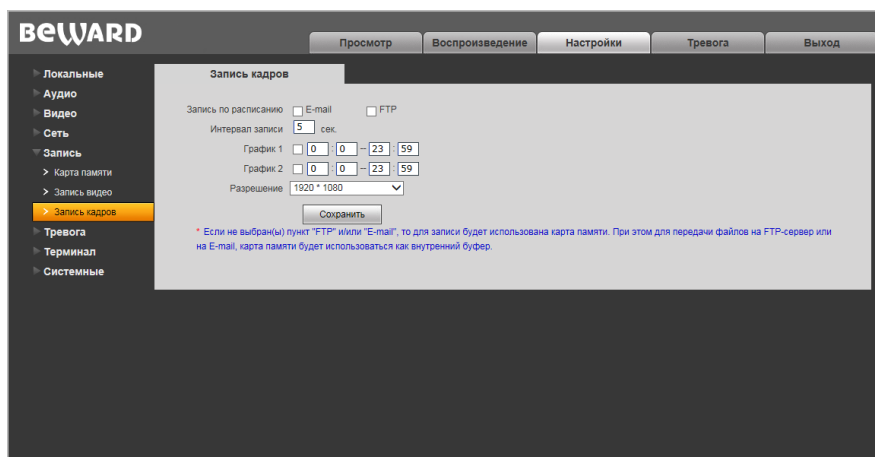 BEWARD
Просмотр Воспроизведение Настройки Тревога Выход
Локальные
Аудио
Видео
Сеть
Запись
Карта памяти
Запись видео
Запись кадров
Тревога
Терминал
Системные
Запись кадров
Запись по расписанию E-mail FTP
Интервал записи 5 сек.
График 1 0 : 0 -- 23 : 59
График 2 0 : 0 -- 23 : 59
Разрешение 1920 * 1080
Сохранить
* Если не выбран(ы) пункт "FTP" и/или "E-mail", то для записи будет использована карта памяти. При этом для передачи файлов на FTP-сервер или
на E-mail, карта памяти будет использоваться как внутренний буфер.